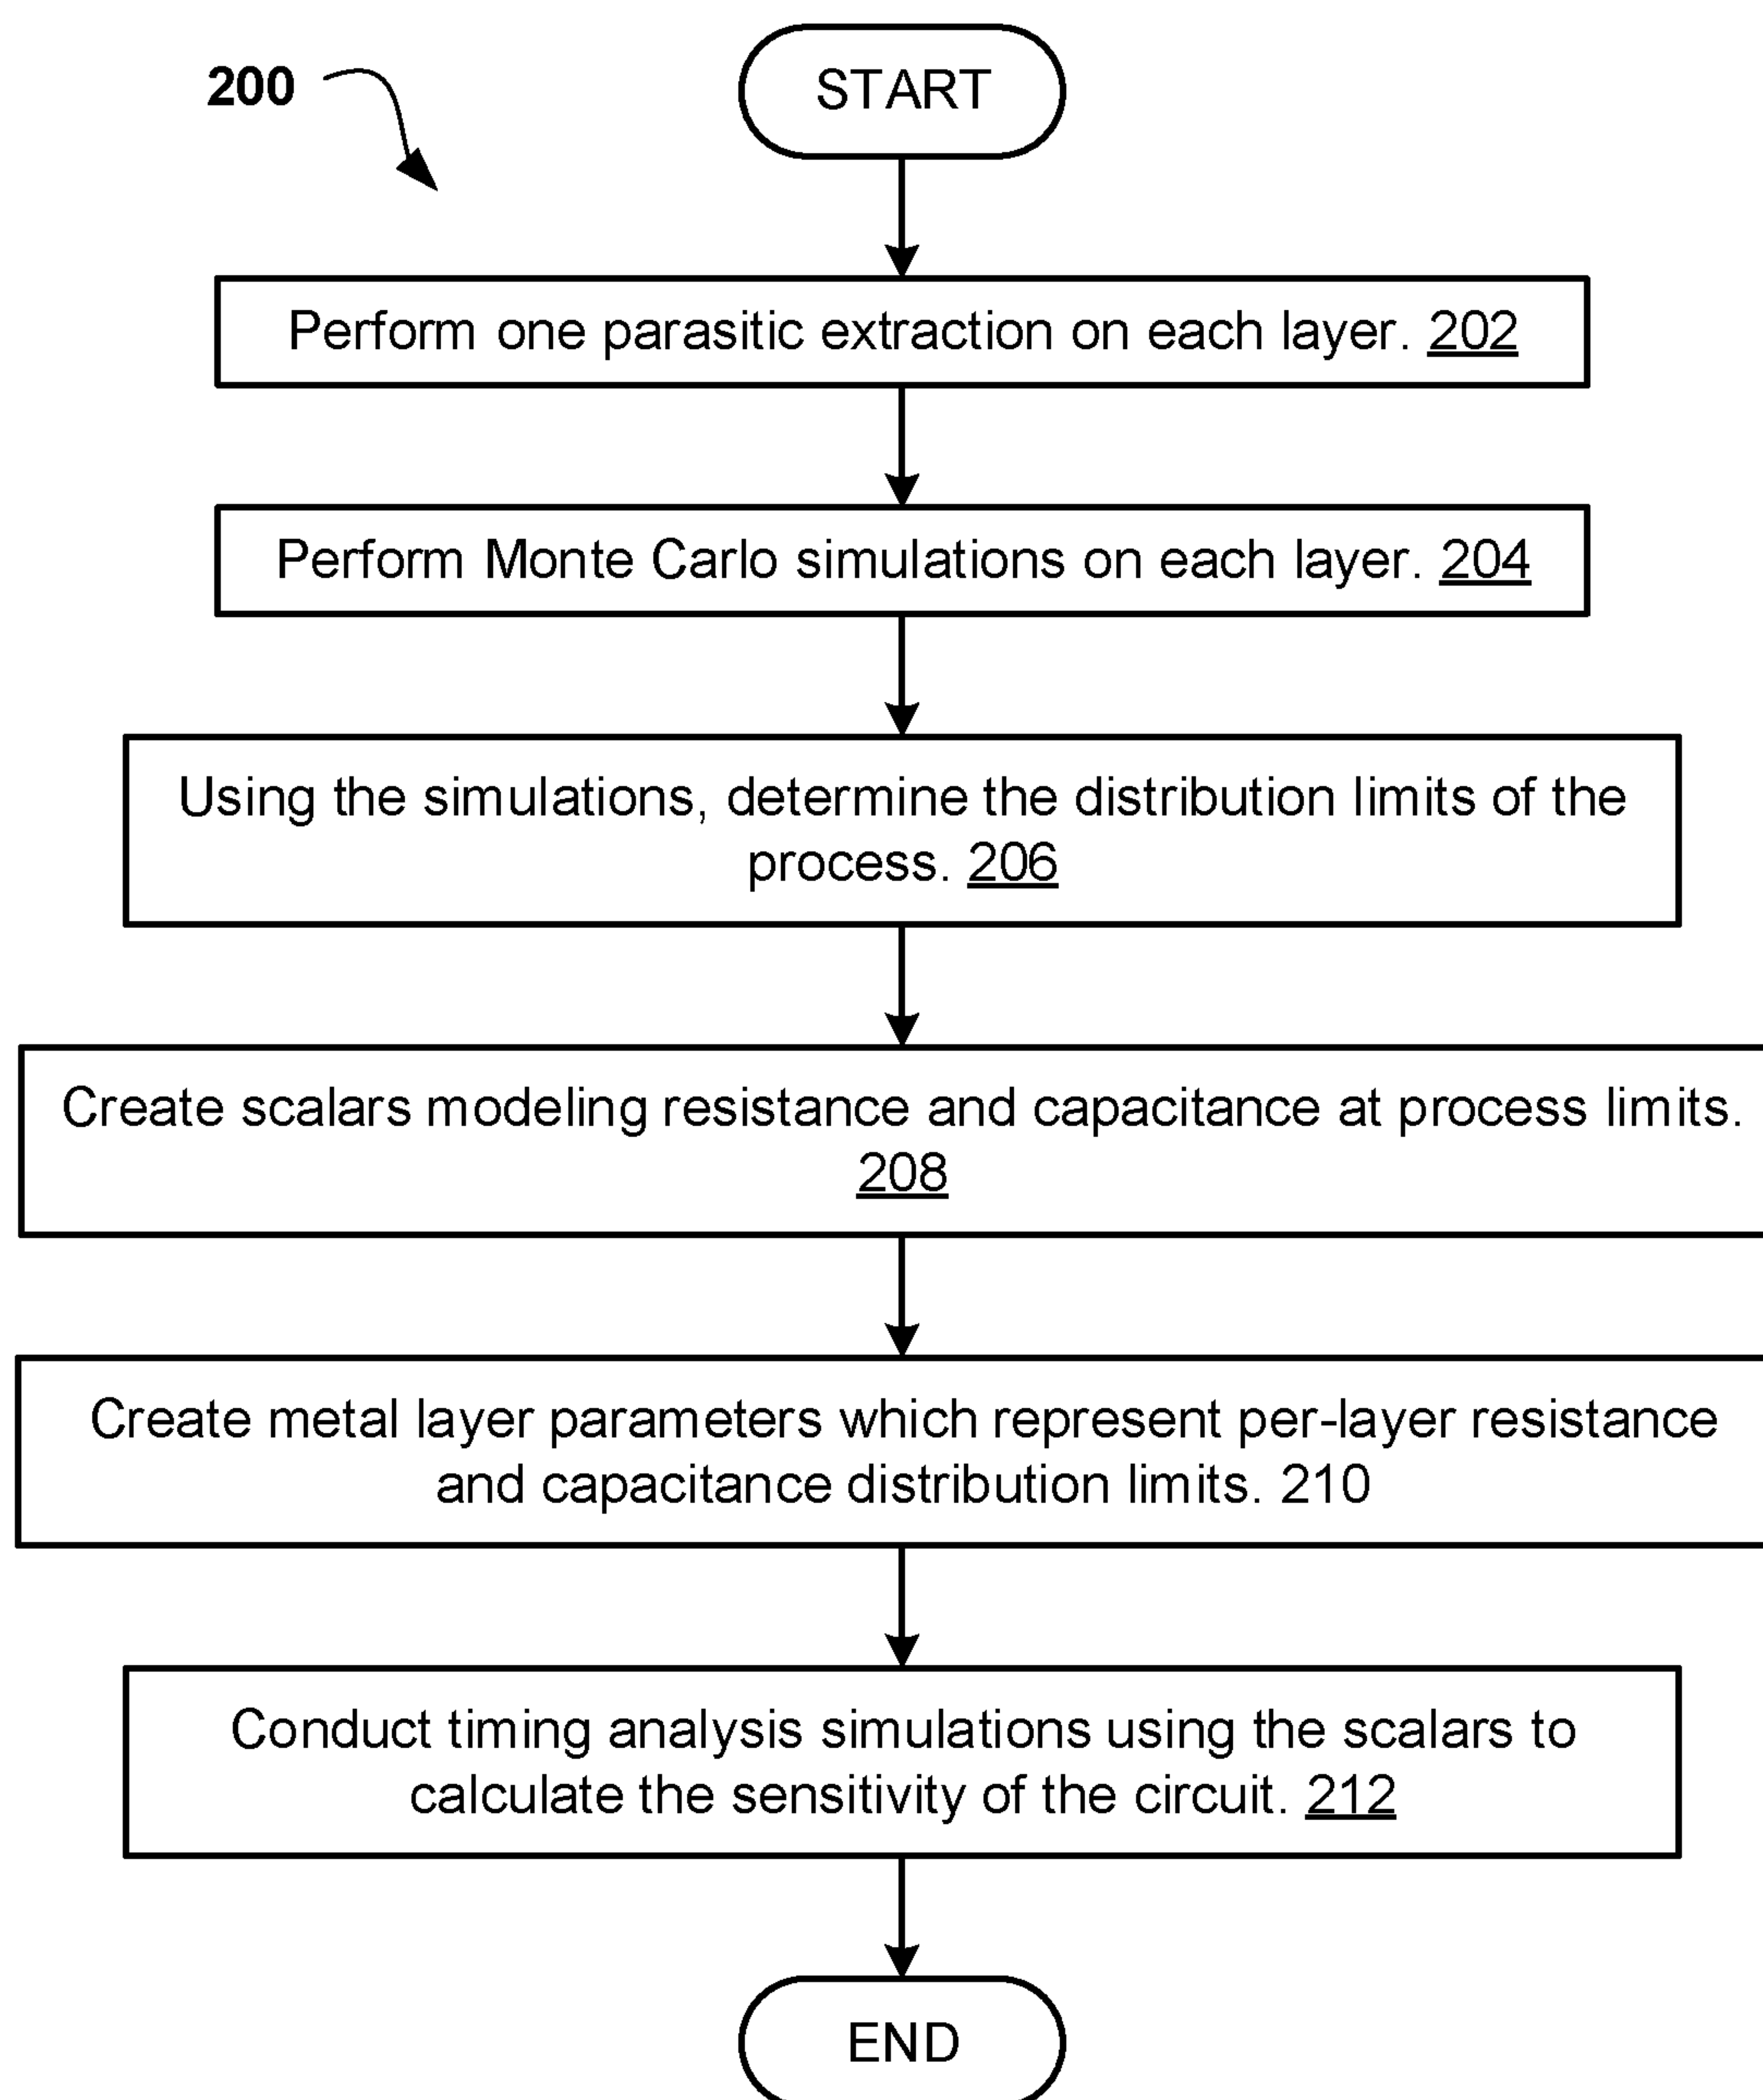 200
START
Perform one parasitic extraction on each layer. 202
Perform Monte Carlo simulations on each layer. 204
Using the simulations, determine the distribution limits of the
process. 206
Create scalars modeling resistance and capacitance at process limits.
208
Create metal layer parameters which represent per-layer resistance
and capacitance distribution limits. 210
Conduct timing analysis simulations using the scalars to
calculate the sensitivity of the circuit. 212
END